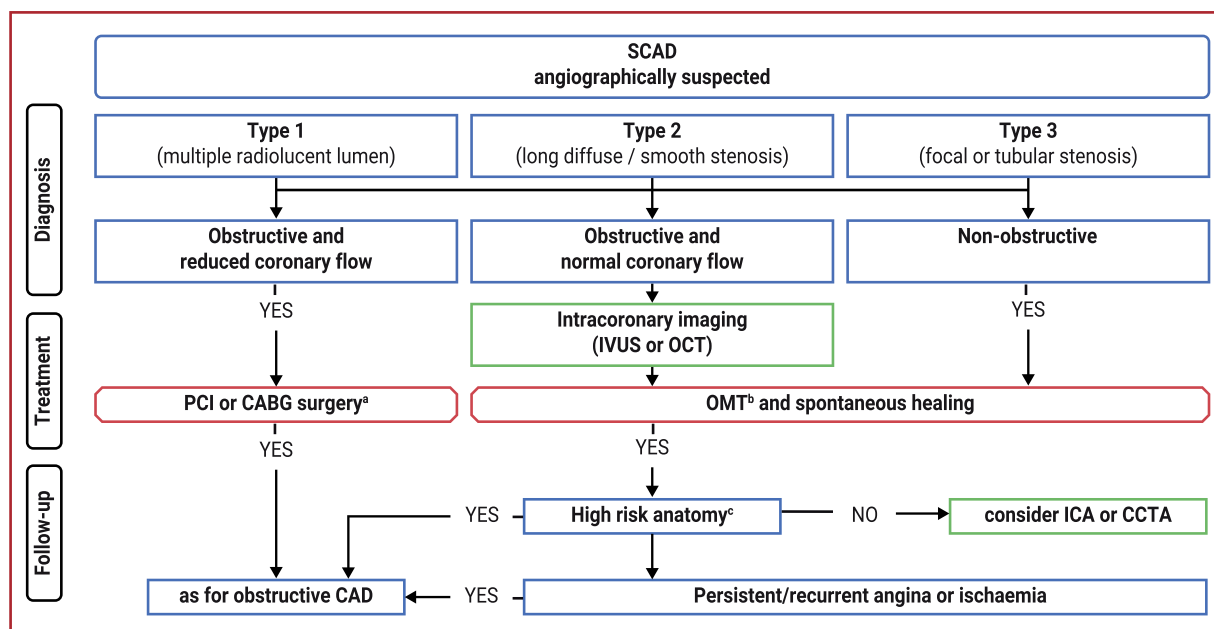 SCAD
angiographically suspected
Diagnosis
Type 1
(multiple radiolucent lumen)
Type 2
(long diffuse / smooth stenosis)
Type 3
(focal or tubular stenosis)
Obstructive and
reduced coronary flow
Obstructive and
normal coronary flow
Non-obstructive
YES
YES
Treatment
Intracoronary imaging
(IVUS or OCT)
PCI or CABG surgeryᵃ
OMTᵇ and spontaneous healing
YES
YES
Follow-up
YES
High risk anatomyᶜ
NO
consider ICA or CCTA
as for obstructive CAD
YES
Persistent/recurrent angina or ischaemia